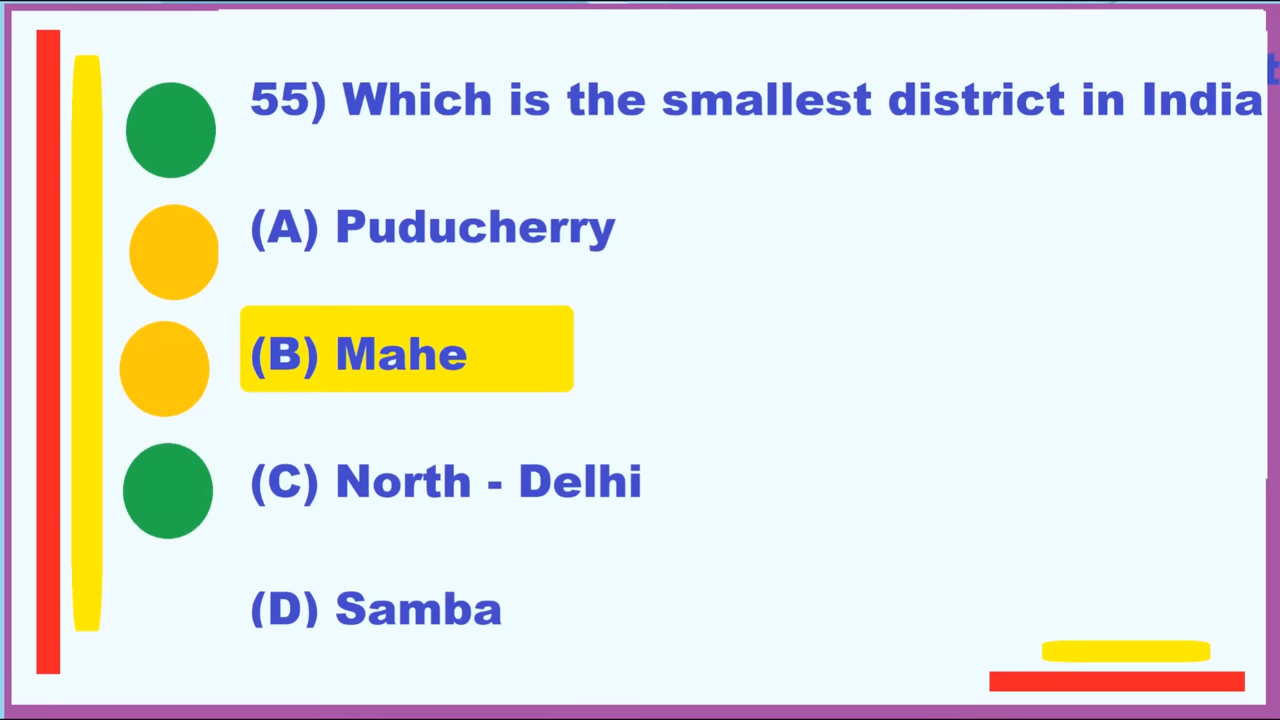 55) Which is the smallest district in India
(A) Puducherry
(B) Mahe
(C) North - Delhi
(D) Samba